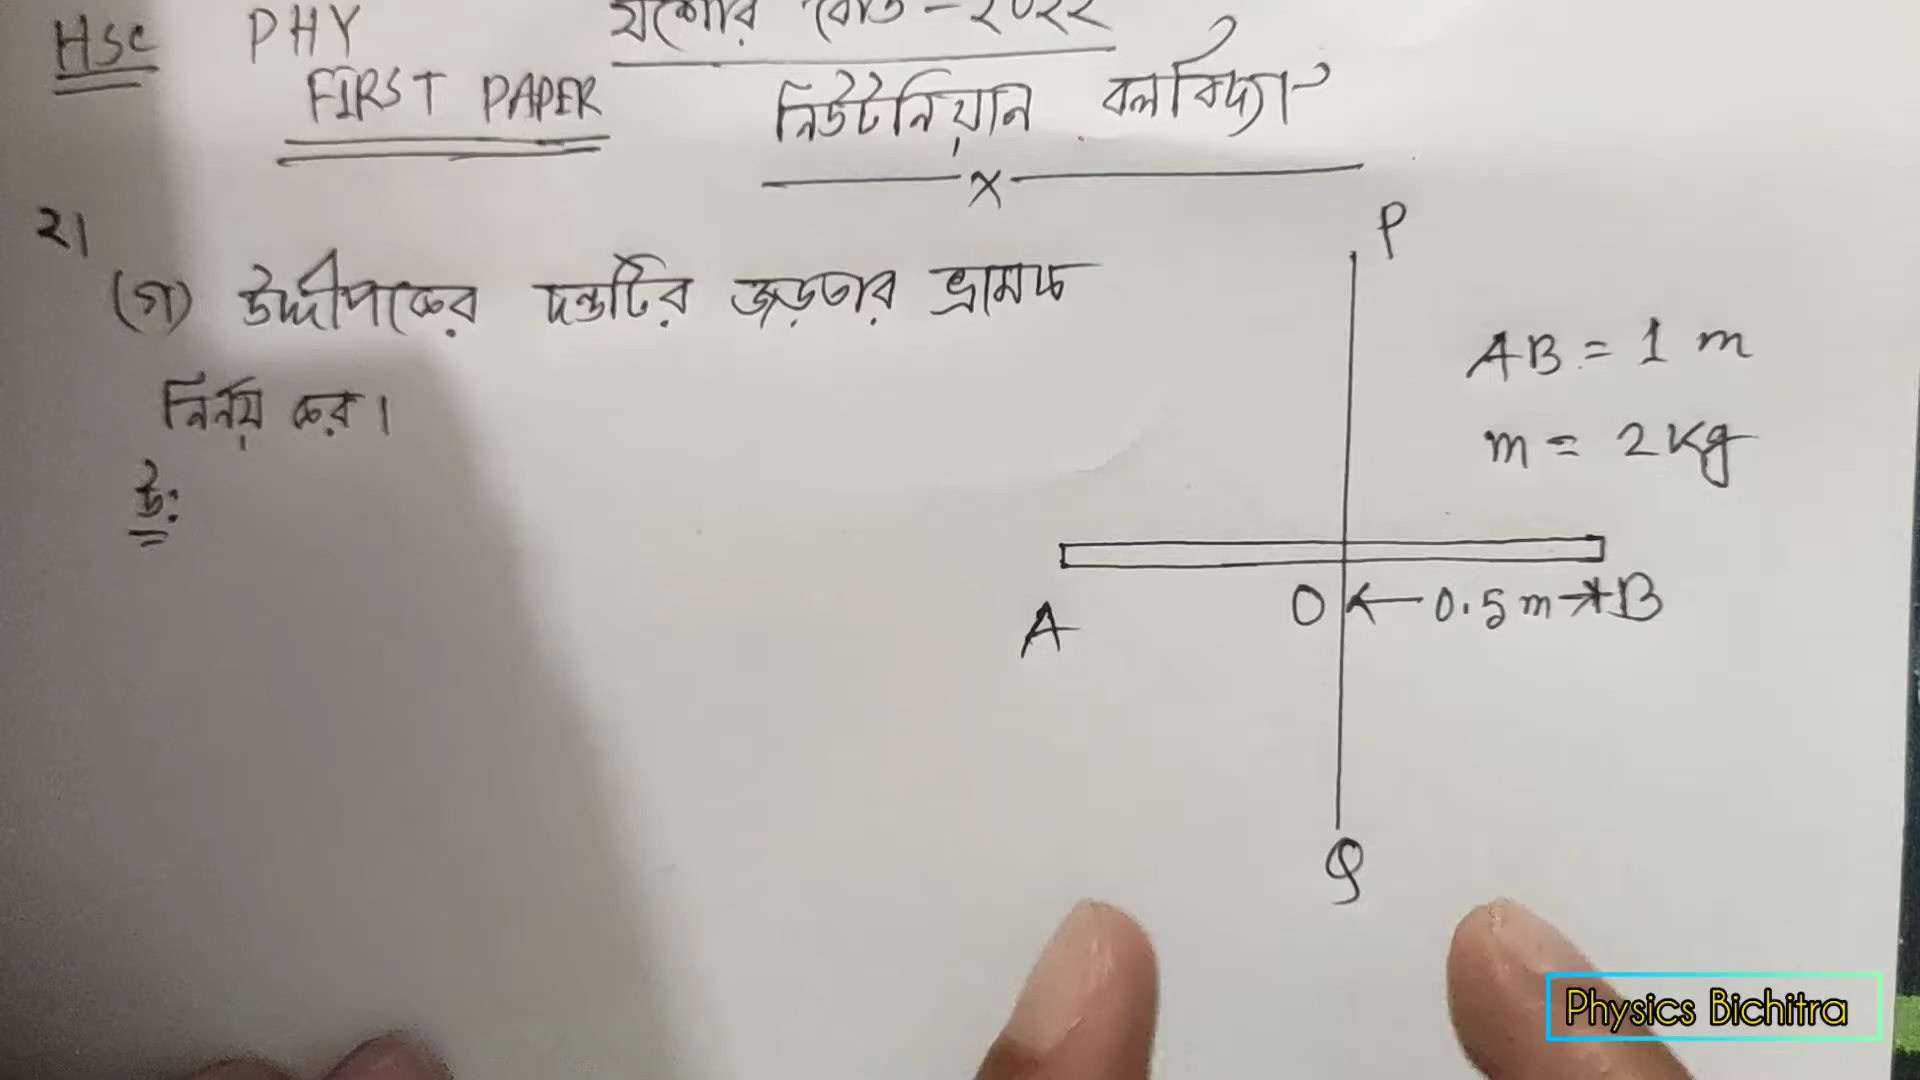 HSC PHY যশোর বোর্ড - ২০২২
FIRST PAPER নিউটনিয়ান বলবিদ্যা
x
২।
(গ) উদ্দীপকের দন্ডটির জড়তার ভ্রামক
নির্নয় কর।
উ:
P
AB = 1 m
m = 2 kg
A O 0.5 m B
Q
Physics Bichitra